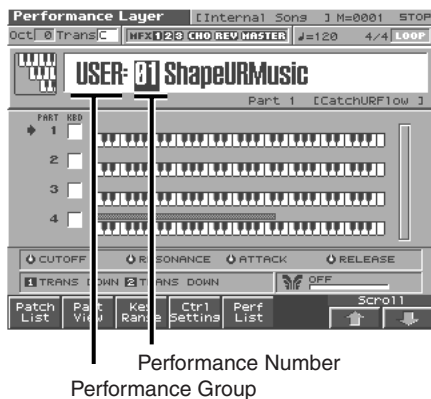 Performance Layer [Internal Song ] M=0001 STOP
Oct 0 Trans C MFX 1 2 3 CHO REV MASTER ♩=120 4/4 LOOP
USER: 01 ShapeURMusic
Part 1 [CatchURFlow ]
PART KBD
1
2
3
4
CUTOFF RESONANCE ATTACK RELEASE
1 TRANS DOWN 2 TRANS DOWN OFF
Scroll
Patch List Part View Key Range Ctrl Setting Perf List
Performance Number
Performance Group